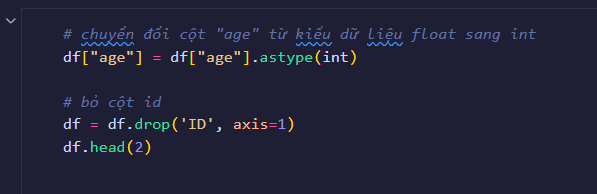 # chuyển đổi cột "age" từ kiểu dữ liệu float sang int
df["age"] = df["age"].astype(int)
# bỏ cột id
df = df.drop('ID', axis=1)
df.head(2)